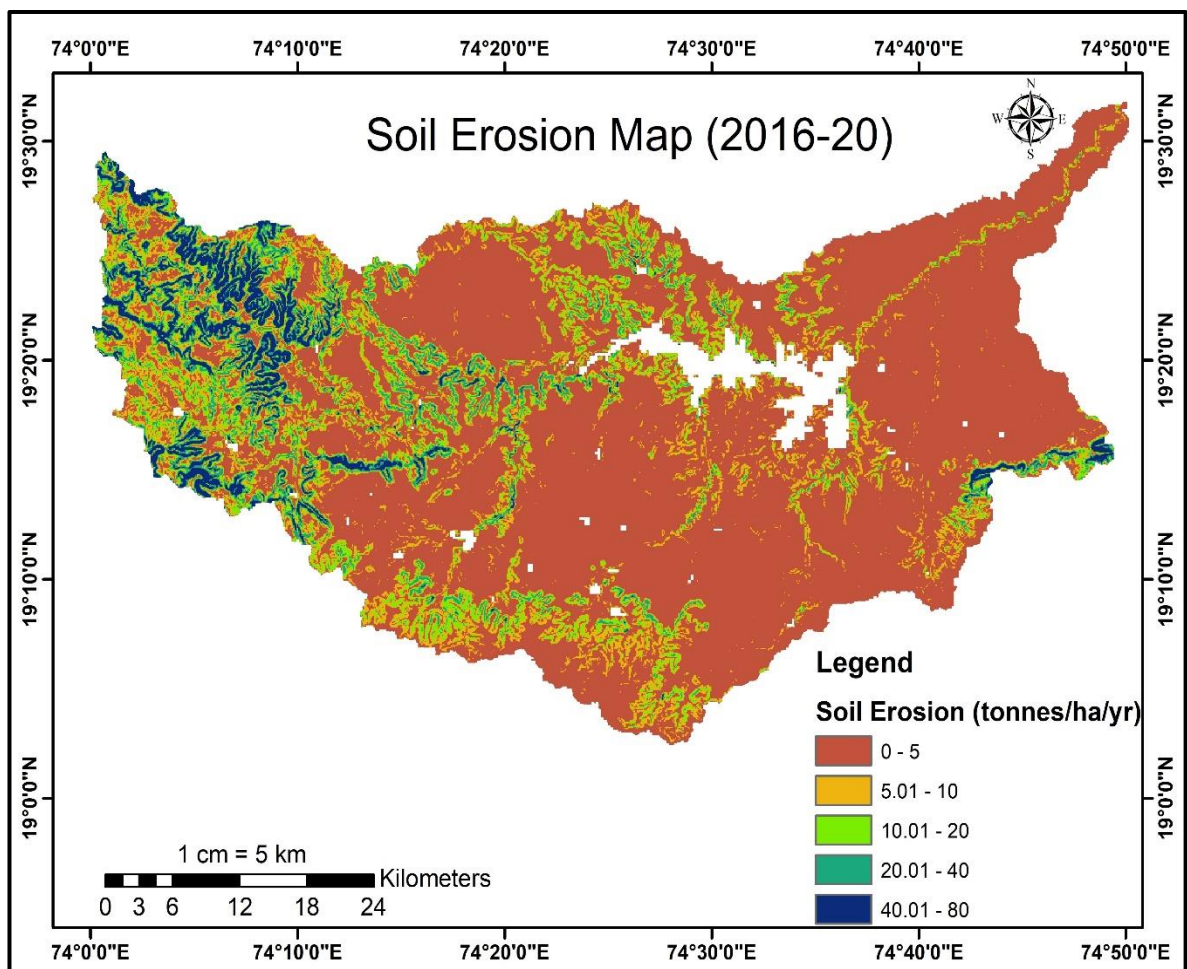 74°0'0"E 74°10'0"E 74°20'0"E 74°30'0"E 74°40'0"E 74°50'0"E
Soil Erosion Map (2016-20)
N
W E
S
19°30'0"N 19°30'0"N
19°20'0"N 19°20'0"N
19°10'0"N 19°10'0"N
19°0'0"N 19°0'0"N
Legend
Soil Erosion (tonnes/ha/yr)
0 - 5
5.01 - 10
10.01 - 20
20.01 - 40
40.01 - 80
1 cm = 5 km
Kilometers
0 3 6 12 18 24
74°0'0"E 74°10'0"E 74°20'0"E 74°30'0"E 74°40'0"E 74°50'0"E